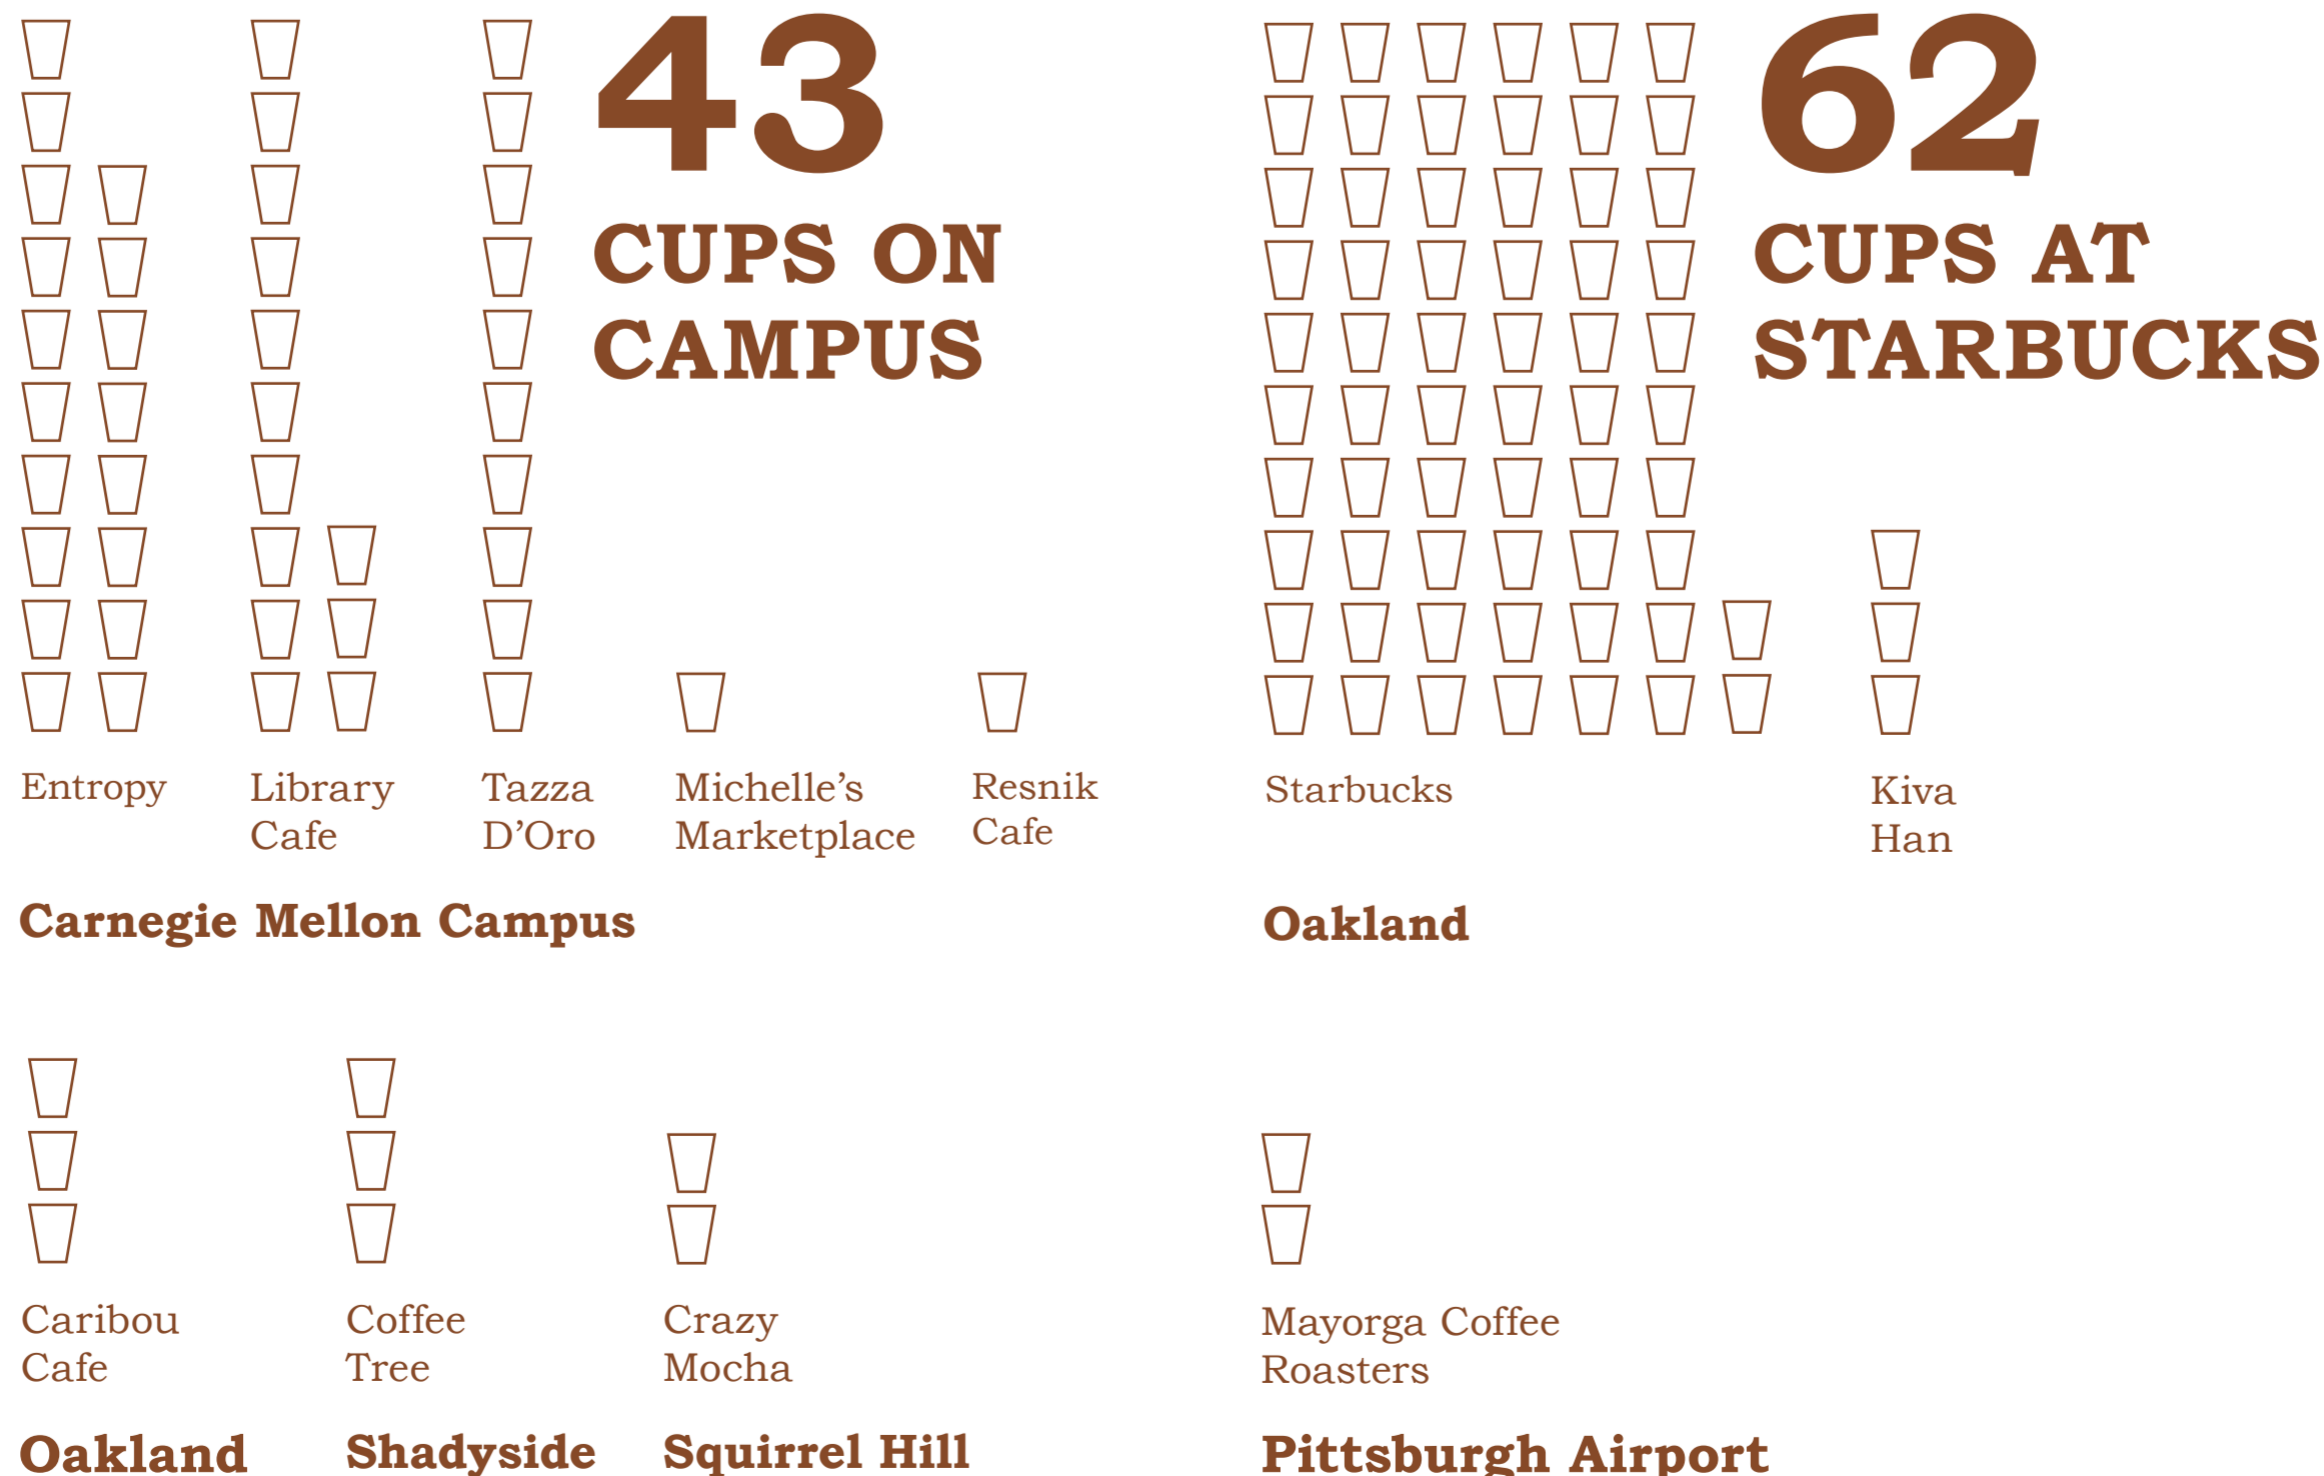 43
CUPS ON
CAMPUS
62
CUPS AT
STARBUCKS
Entropy
Library
Cafe
Tazza
D’Oro
Michelle’s
Marketplace
Resnik
Cafe
Starbucks
Kiva
Han
Carnegie Mellon Campus
Oakland
Caribou
Cafe
Coffee
Tree
Crazy
Mocha
Mayorga Coffee
Roasters
Oakland
Shadyside
Squirrel Hill
Pittsburgh Airport